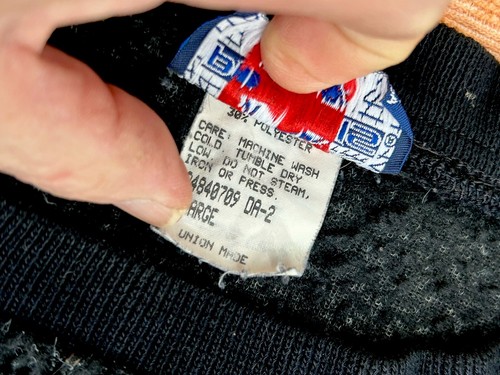 30% POLYESTER
CARE: MACHINE WASH
COLD. TUMBLE DRY
LOW. DO NOT STEAM,
IRON OR PRESS.
4840709 DA-2
ARGE
UNION MADE